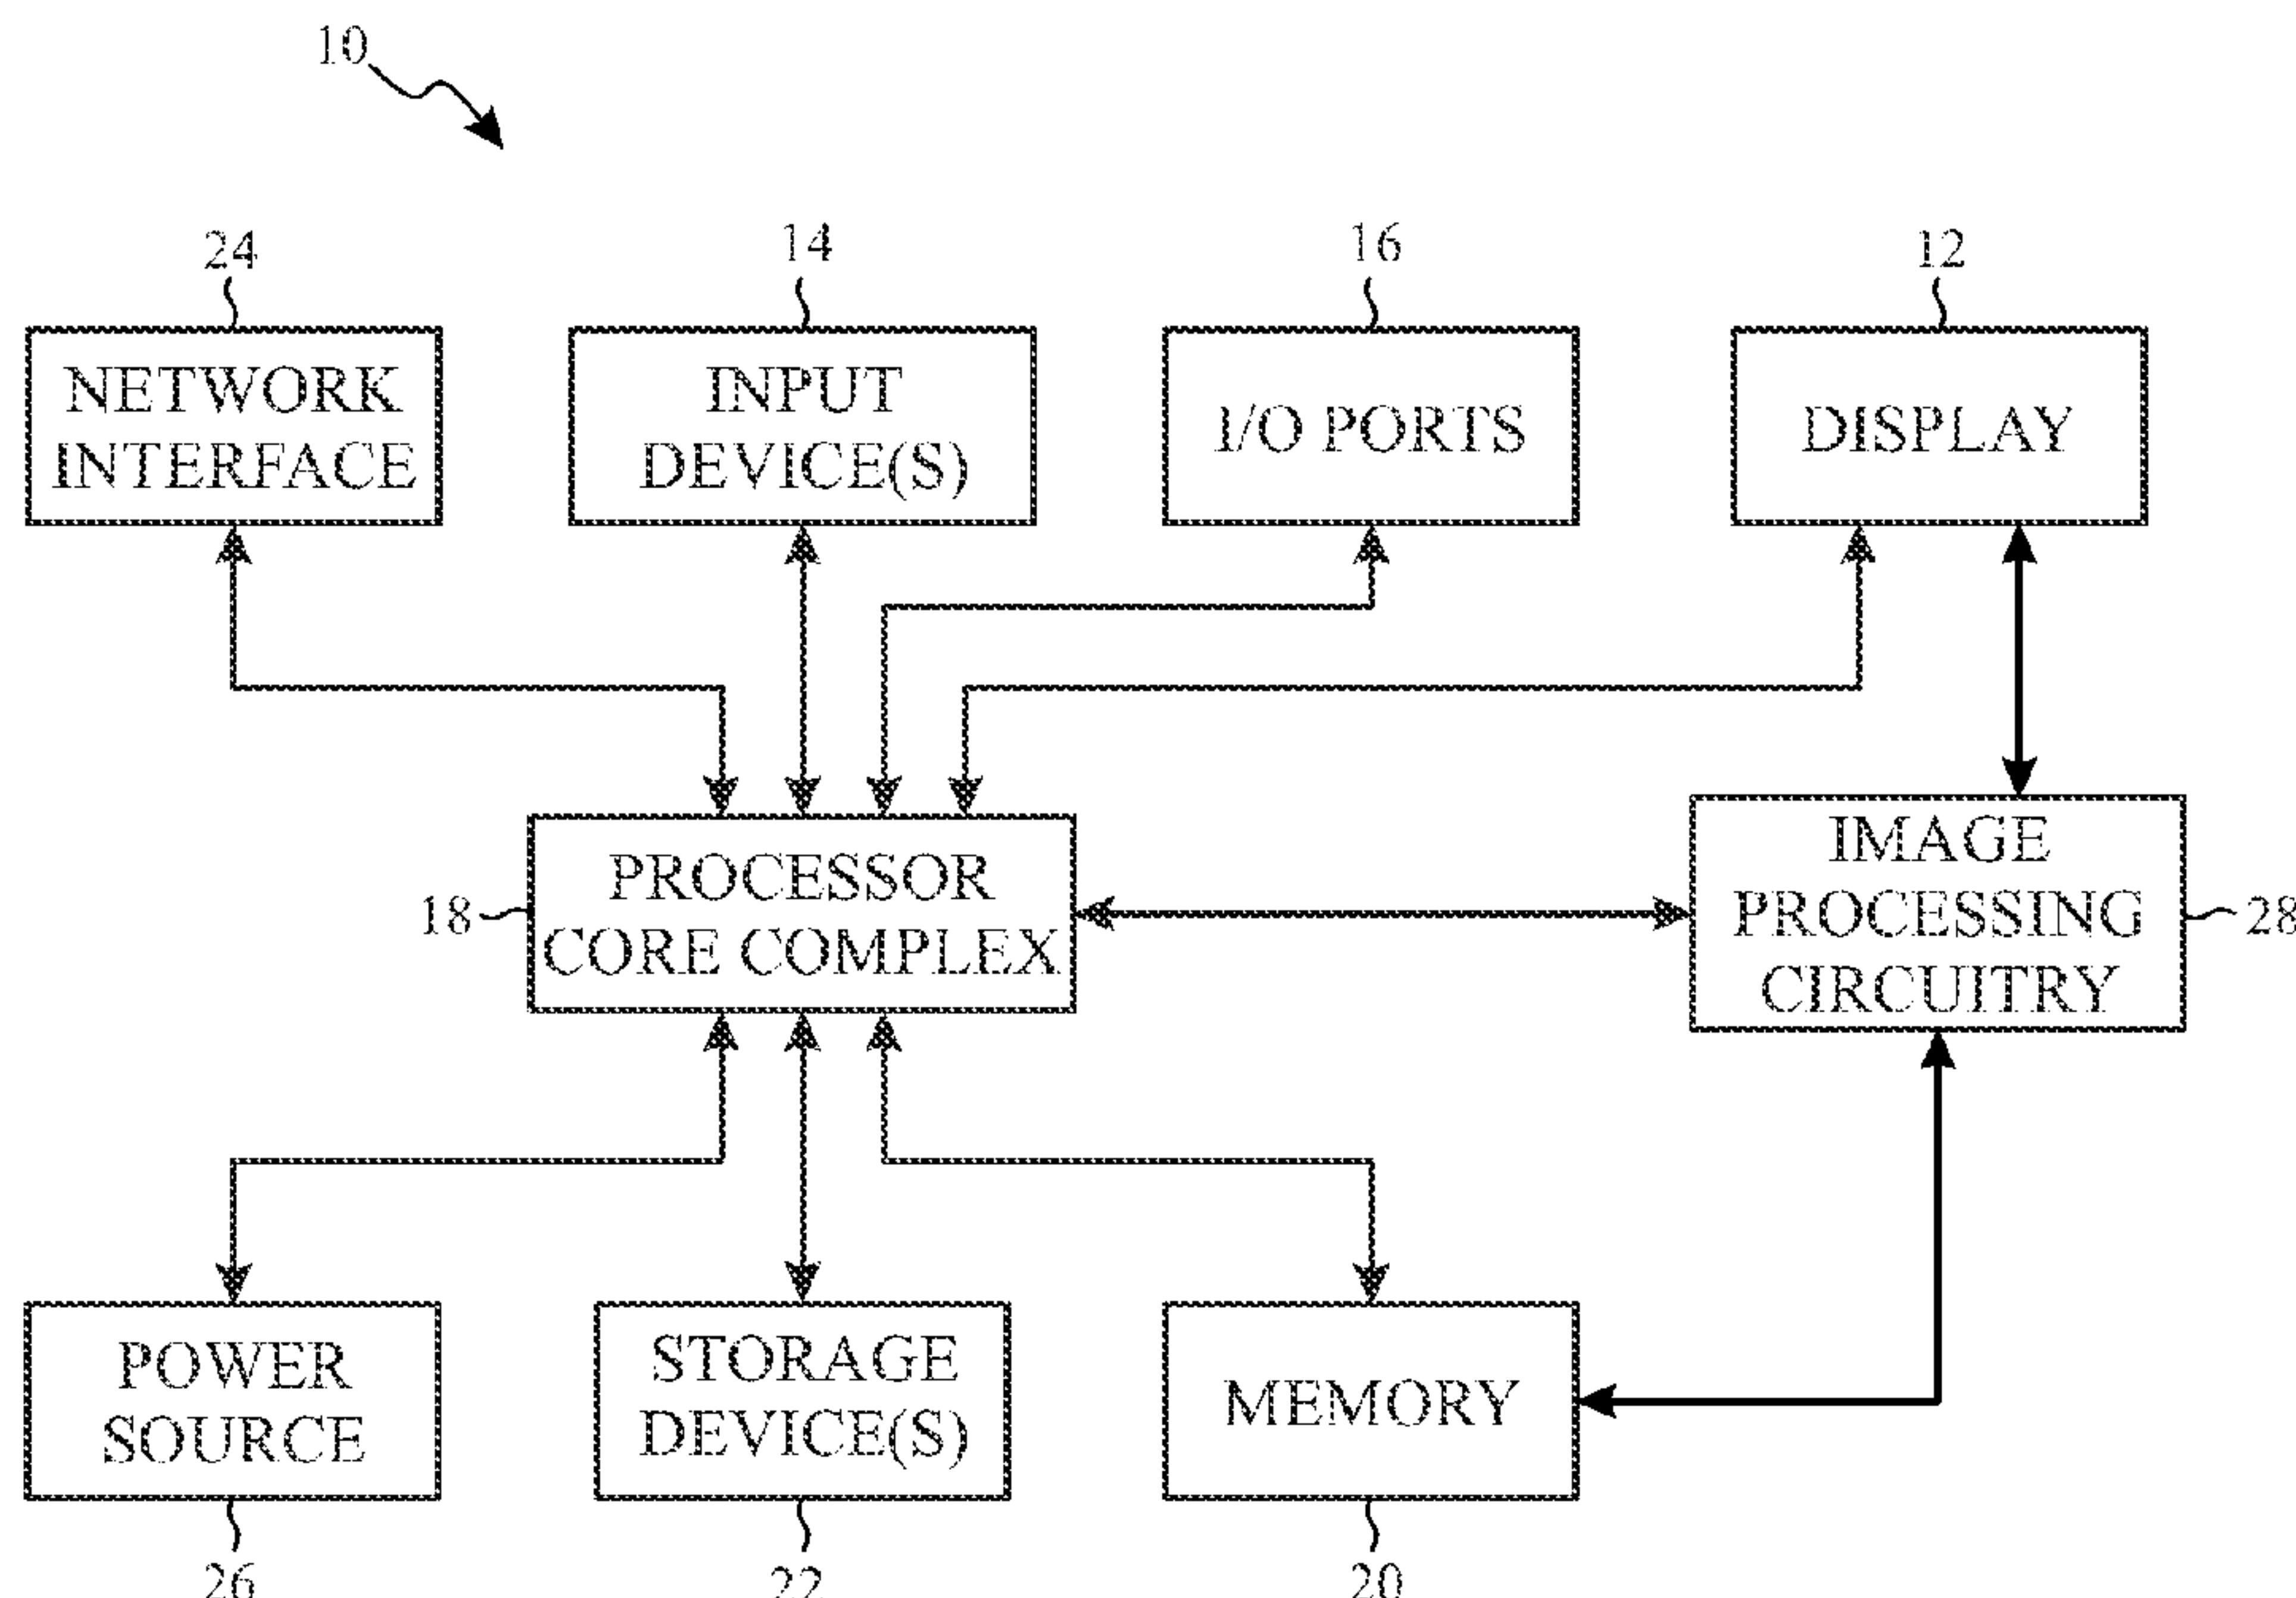 10
24
14
16
12
NETWORK
INTERFACE
INPUT
DEVICE(S)
I/O PORTS
DISPLAY
18
PROCESSOR
CORE COMPLEX
IMAGE
PROCESSING
CIRCUITRY
28
POWER
SOURCE
STORAGE
DEVICE(S)
MEMORY
26
22
20